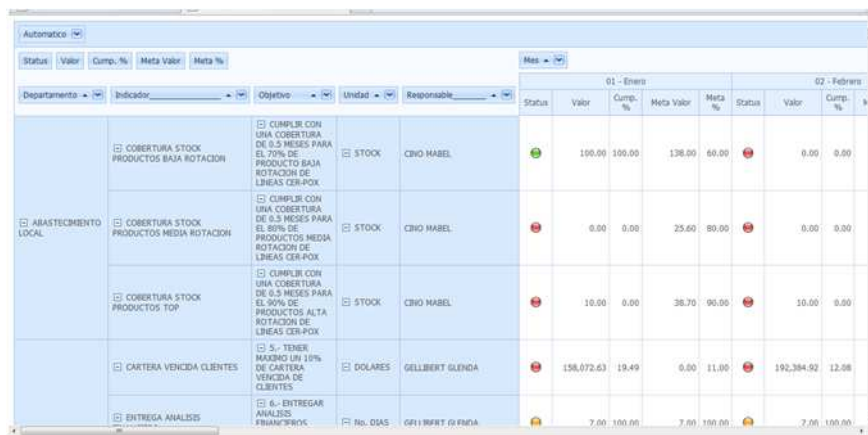 Automatico
Status Valor Cump. % Meta Valor Meta %
Mes
01 - Enero 02 - Febrero
Departamento Indicador Objetivo Unidad Responsable
Status Valor Cump. % Meta Valor Meta % Status Valor Cump. %
ABASTECIMIENTO LOCAL
COBERTURA STOCK
PRODUCTOS BAJA ROTACION
CUMPLIR CON
UNA COBERTURA
DE 0.5 MESES PARA
EL 70% DE
PRODUCTO BAJA
ROTACION DE
LINEAS CER-POX
STOCK
CINO MABEL
100.00 100.00 138.00 60.00 0.00 0.00
COBERTURA STOCK
PRODUCTOS MEDIA ROTACION
CUMPLIR CON
UNA COBERTURA
DE 0.5 MESES PARA
EL 80% DE
PRODUCTOS MEDIA
ROTACION DE
LINEAS CER-POX
STOCK
CINO MABEL
0.00 0.00 25.60 80.00 0.00 0.00
COBERTURA STOCK
PRODUCTOS TOP
CUMPLIR CON
UNA COBERTURA
DE 0.5 MESES PARA
EL 90% DE
PRODUCTOS ALTA
ROTACION DE
LINEAS CER-POX
STOCK
CINO MABEL
10.00 0.00 38.70 90.00 10.00 0.00
CARTERA VENCIDA CLIENTES
5.- TENER
MAXIMO UN 10%
DE CARTERA
VENCIDA DE
CLIENTES
DOLARES
GELLIBERT GLENDA
158,072.63 19.49 0.00 11.00 192,384.92 12.08
ENTREGA ANALISIS
6.- ENTREGAR
ANALISIS
FINANCIEROS
No. DIAS
GELLIBERT GLENDA
7.00 100.00 7.00 100.00 7.00 100.00